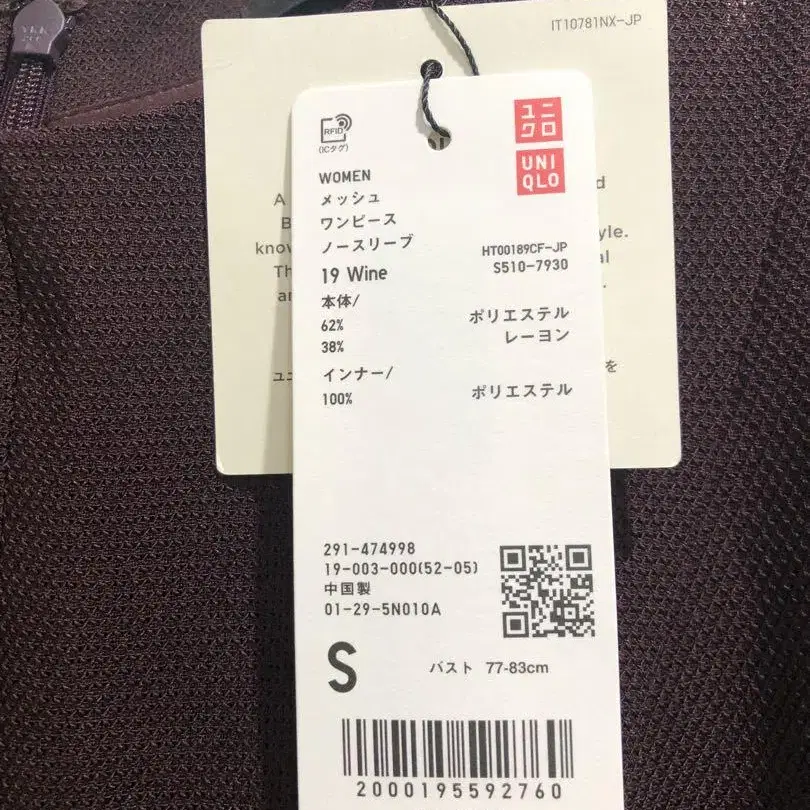 YKK
IT10781NX-JP
RFID
(ICタグ)
ユニ
クロ
UNI
QLO
WOMEN
メッシュ
ワンピース
ノースリーブ
HT00189CF-JP
19 Wine
S510-7930
本体/
62% ポリエステル
38% レーヨン
インナー/
100% ポリエステル
291-474998
19-003-000(52-05)
中国製
01-29-5N010A
S
バスト 77-83cm
2000195592760
A
al
を